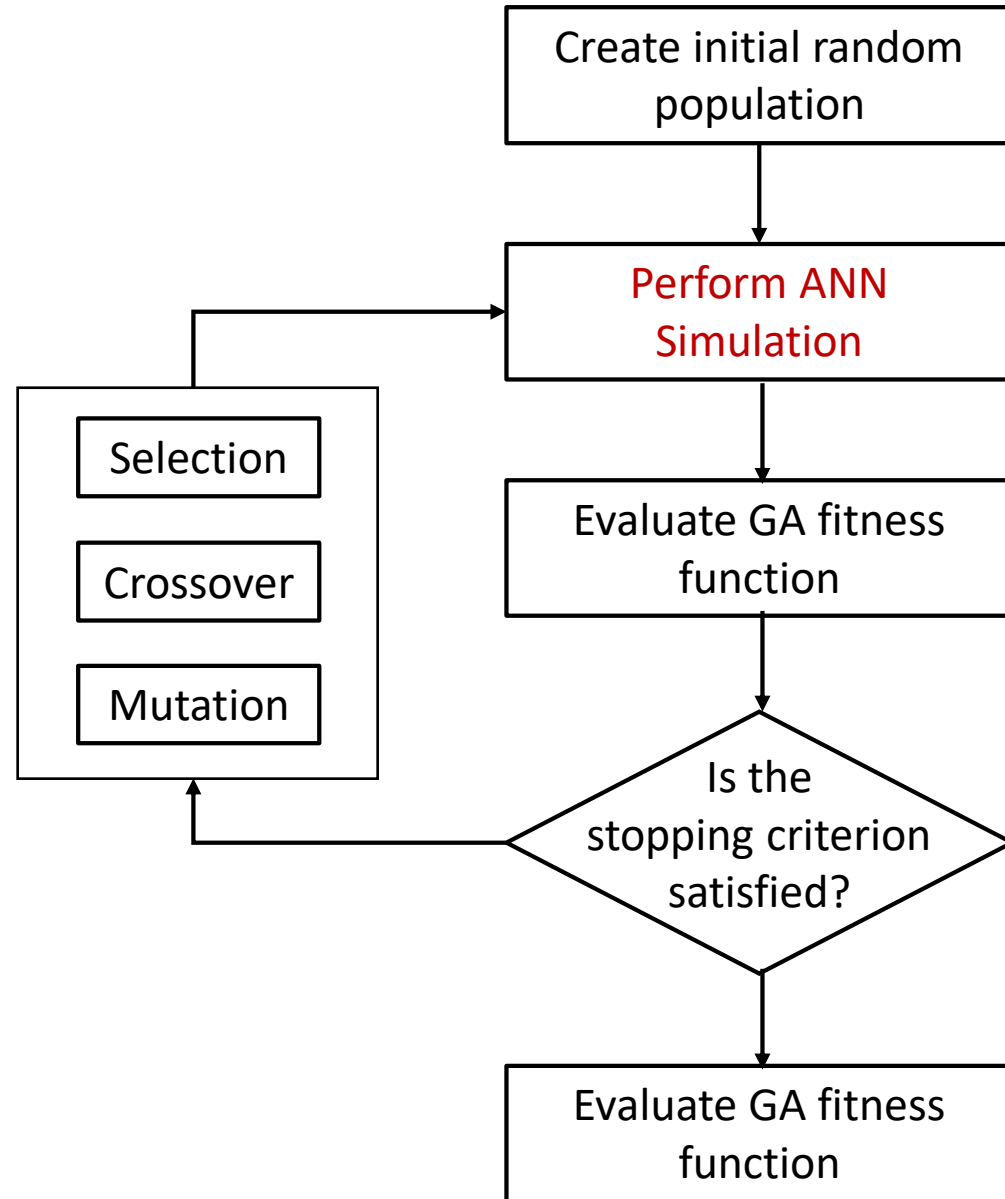 Create initial random
population
Perform ANN
Simulation
Selection
Crossover
Mutation
Evaluate GA fitness
function
Is the
stopping criterion
satisfied?
Evaluate GA fitness
function